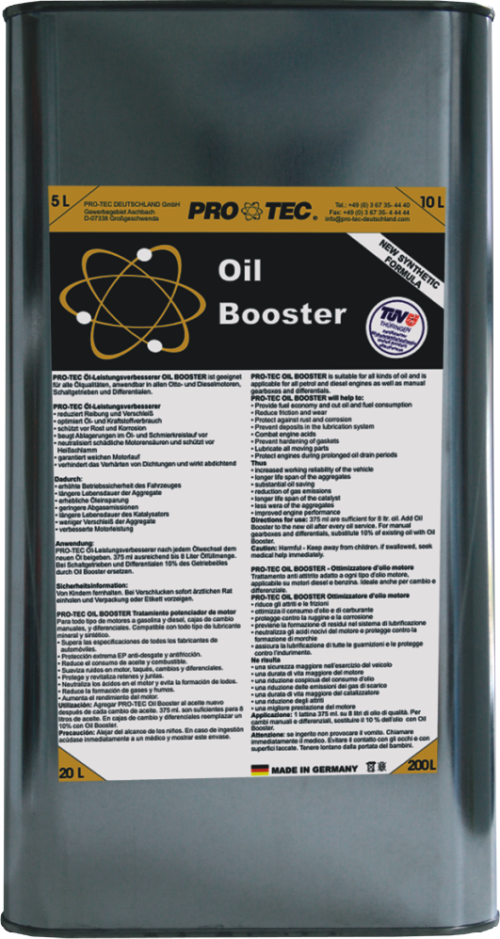 5 L
PRO-TEC DEUTSCHLAND GmbH
Gewerbegebiet Aschbach
D-07338 Großgeschwenda
PRO TEC®
Tel.: +49 (0) 3 67 35- 44 40
Fax: +49 (0) 3 67 35- 4 44 44
info@pro-tec-deutschland.com
10 L
NEW SYNTHETIC
FORMULA
Oil
Booster
TÜV
THÜRINGEN
PRO-TEC Öl-Leistungsverbesserer OIL BOOSTER ist geeignet
für alle Ölqualitäten, anwendbar in allen Otto- und Dieselmotoren,
Schaltgetrieben und Differentialen.
PRO-TEC Öl-Leistungsverbesserer
• reduziert Reibung und Verschleiß
• optimiert Öl- und Kraftstoffverbrauch
• schützt vor Rost und Korrosion
• beugt Ablagerungen im Öl- und Schmierkreislauf vor
• neutralisiert schädliche Motorensäuren und schützt vor
Heißschlamm
• garantiert weichen Motorlauf
• verhindert das Verhärten von Dichtungen und wirkt abdichtend
Dadurch:
• erhöhte Betriebssicherheit des Fahrzeuges
• längere Lebensdauer der Aggregate
• erhebliche Öleinsparung
• geringere Abgasemissionen
• längere Lebensdauer des Katalysators
• weniger Verschleiß der Aggregate
• verbesserte Motorleistung
Anwendung:
PRO-TEC Öl-Leistungsverbesserer nach jedem Ölwechsel dem
neuen Öl beigeben. 375 ml ausreichend bis 8 Liter Ölfüllmenge.
Bei Schaltgetrieben und Differentialen 10% des Getriebeöles
durch Oil Booster ersetzen.
Sicherheitsinformation:
Von Kindern fernhalten. Bei Verschlucken sofort ärztlichen Rat
einholen und Verpackung oder Etikett vorzeigen.
PRO-TEC OIL BOOSTER Tratamiento potenciador de motor
Para todo tipo de motores a gasolina y diesel, cajas de cambio
manuales, y diferenciales. Compatible con todo tipo de lubricante
mineral y sintético.
• Supera las especificaciones de todos los fabricantes de
automóviles.
• Protección extrema EP anti-desgate y antifricción.
• Reduce el consumo de aceite y combustible.
• Suaviza ruidos en motor, taqués, cambios y diferenciales.
• Protege y revitaliza retenes y juntas.
• Neutraliza los ácidos en el motor y evita la formación de lodos.
• Reduce la formación de gases y humos.
• Aumenta el rendimiento del motor.
Utilización: Agregar PRO-TEC Oil Booster al aceite nuevo
después de cada cambio de aceite. 375 ml. son suficientes para 8
litros de aceite. En cajas de cambio y diferenciales reemplazar un
10% con Oil Booster.
Precaución: Alejar del alcance de los niños. En caso de ingestión
acúdase inmediatamente a un médico y mostrar este envase.
PRO-TEC OIL BOOSTER is suitable for all kinds of oil and is
applicable for all petrol and diesel engines as well as manual
gearboxes and differentials.
PRO-TEC OIL BOOSTER will help to:
• Provide fuel economy and cut oil and fuel consumption
• Reduce friction and wear
• Protect against rust and corrosion
• Prevent deposits in the lubrication system
• Combat engine acids
• Prevent hardening of gaskets
• Lubricate all moving parts
• Protect engines during prolonged oil drain periods
Thus
• increased working reliability of the vehicle
• longer life span of the aggregates
• substantial oil saving
• reduction of gas emissions
• longer life span of the catalyst
• less wera of the aggregates
• improved engine performance
Directions for use: 375 ml are sufficient for 8 ltr. oil. Add Oil
Booster to the new oil after every oil service. For manual
gearboxes and differentials, substitute 10% of existing oil with Oil
Booster.
Caution: Harmful - Keep away from children. if swallowed, seek
medical help immediately.
PRO-TEC OIL BOOSTER - Ottimizzatore d'olio motore
Trattamento anti attrito adato a ogni tipo d'olio motore,
applicabile su motori diesel e benzina. Ideale anche per cambio e
differenziale.
PRO-TEC OIL BOOSTER Ottimizzatore d'olio motore
• riduce gli attriti e le frizioni
• ottimizza il consumo d'olio e di carburante
• protegge contro la ruggine e la corrosione
• previene la formazione di residui nel sistema di lubrificazione
• neutralizza gli acidi nocivi del motore e protegge contro la
formazione di morchie
• assicura la lubrificazione di tutte le guarnizioni e le protegge
contro l'indurimento.
Ne risulta
• una sicurezza maggiore nell'esercizio del veicolo
• una durata di vita maggiore del motore
• una riduzione cospicua del consumo d'olio
• una riduzione delle emissioni del gas di scarica
• una durata di vita maggiore del catalizzatore
• una riduzione degli attriti
• una migliore prestazione del motore
Applicazione: 1 lattina 375 ml. su 8 litri di olio di qualità. Per
cambi manuali e differenziali, sostituire il 10 % dell'olio con Oil
Booster.
Attenzione: se ingerito non provocare il vomito. Chiamare
immediatamente il medico. Evitare il contatto con gli occhi e con
superfici laccate. Tenere lontano dalla portata dei bambini.
20 L
MADE IN GERMANY
200 L